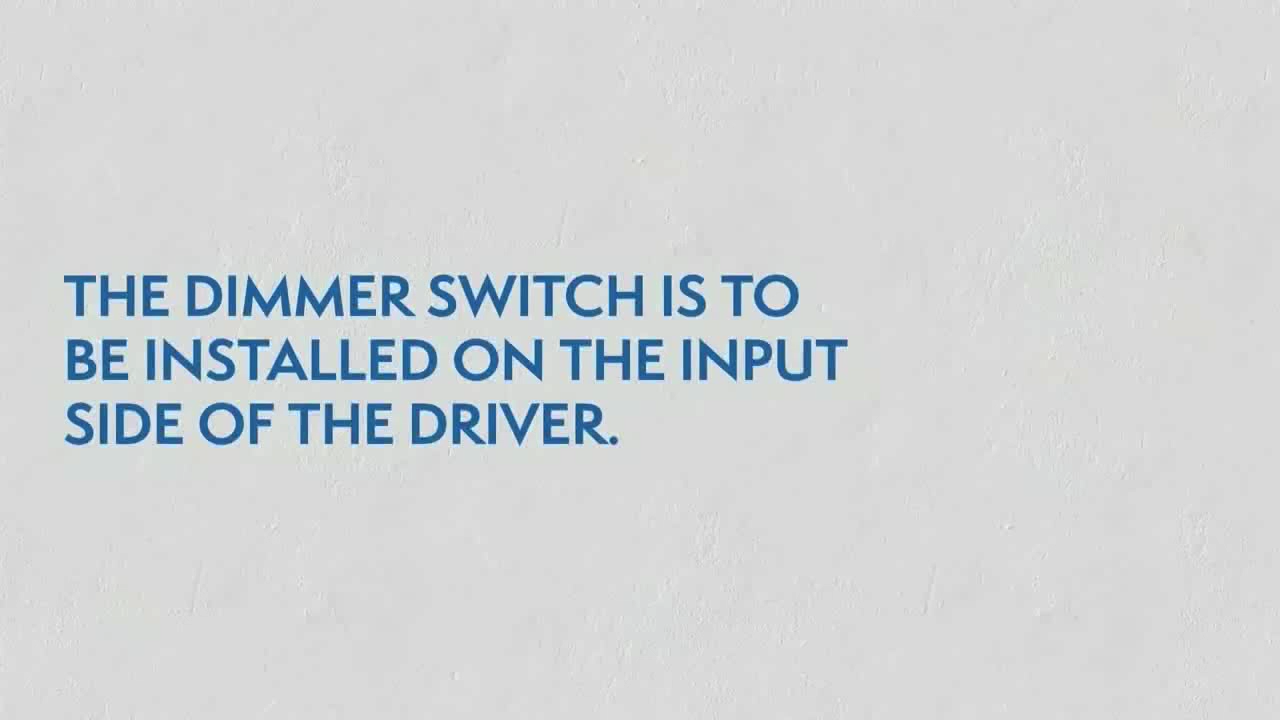 THE DIMMER SWITCH IS TO
BE INSTALLED ON THE INPUT
SIDE OF THE DRIVER.